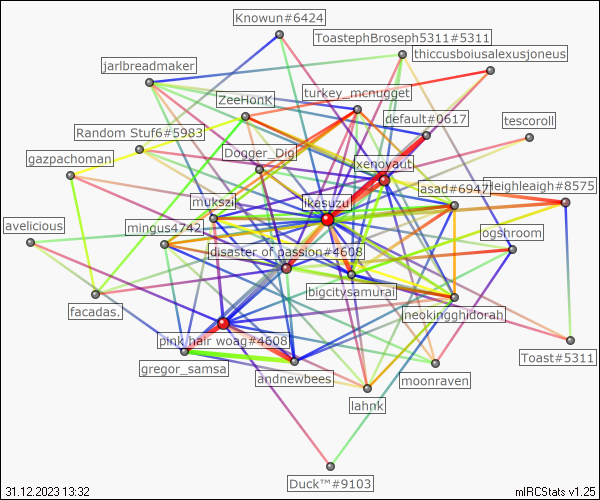 Knowun#6424
ToastephBroseph5311#5311
thiccusboiusalexusjoneus
jarlbreadmaker
ZeeHonK
turkey_mcnugget
default#0617
tescoroll
Random Stuf6#5983
gazpachoman
Dogger_Dig
xenoyaut
mukszi
ikasuzu
asad#6947
Heighleaigh#8575
avelicious
mingus4742
disaster of passion#4608
ogshroom
bigcitysamurai
facadas.
neokingghidorah
pink hair woag#4608
gregor_samsa
andnewbees
moonraven
Toast#5311
lahnk
Duck™#9103
31.12.2023 13:32
mIRCStats v1.25